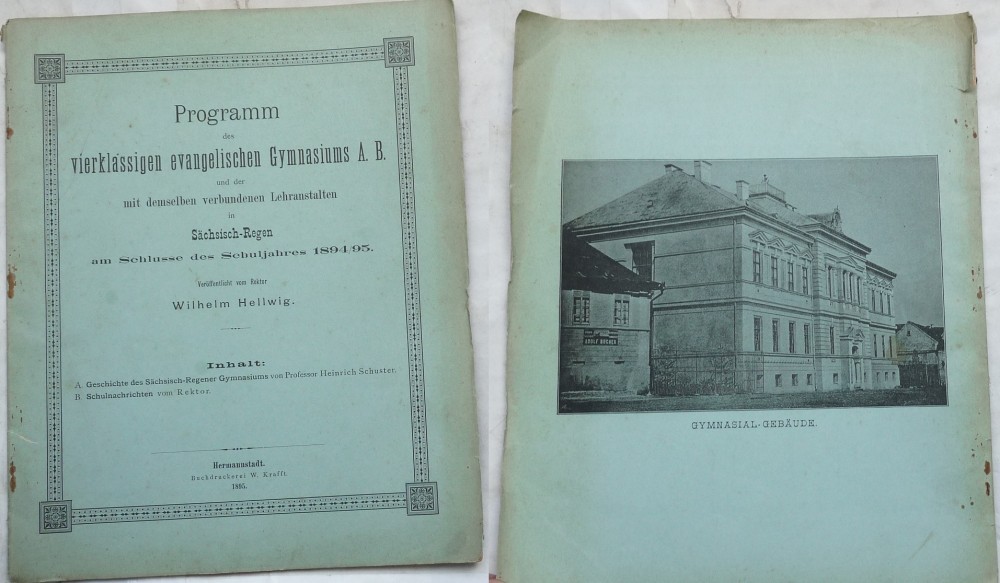 Programm
des
vierklassigen evangelischen Gymnasiums A. B.
und der
mit demselben verbundenen Lehranstalten
in
Sächsisch-Regen
am Schlusse des Schuljahres 1894/95.
Veröffentlicht vom Rektor
Wilhelm Hellwig.
Inhalt:
A. Geschichte des Sächsisch-Regener Gymnasiums von Professor Heinrich Schuster.
B. Schulnachrichten vom Rektor.
Hermannstadt.
Buchdruckerei W. Krafft.
1895.
ADOLF
GYMNASIAL-GEBÄUDE.